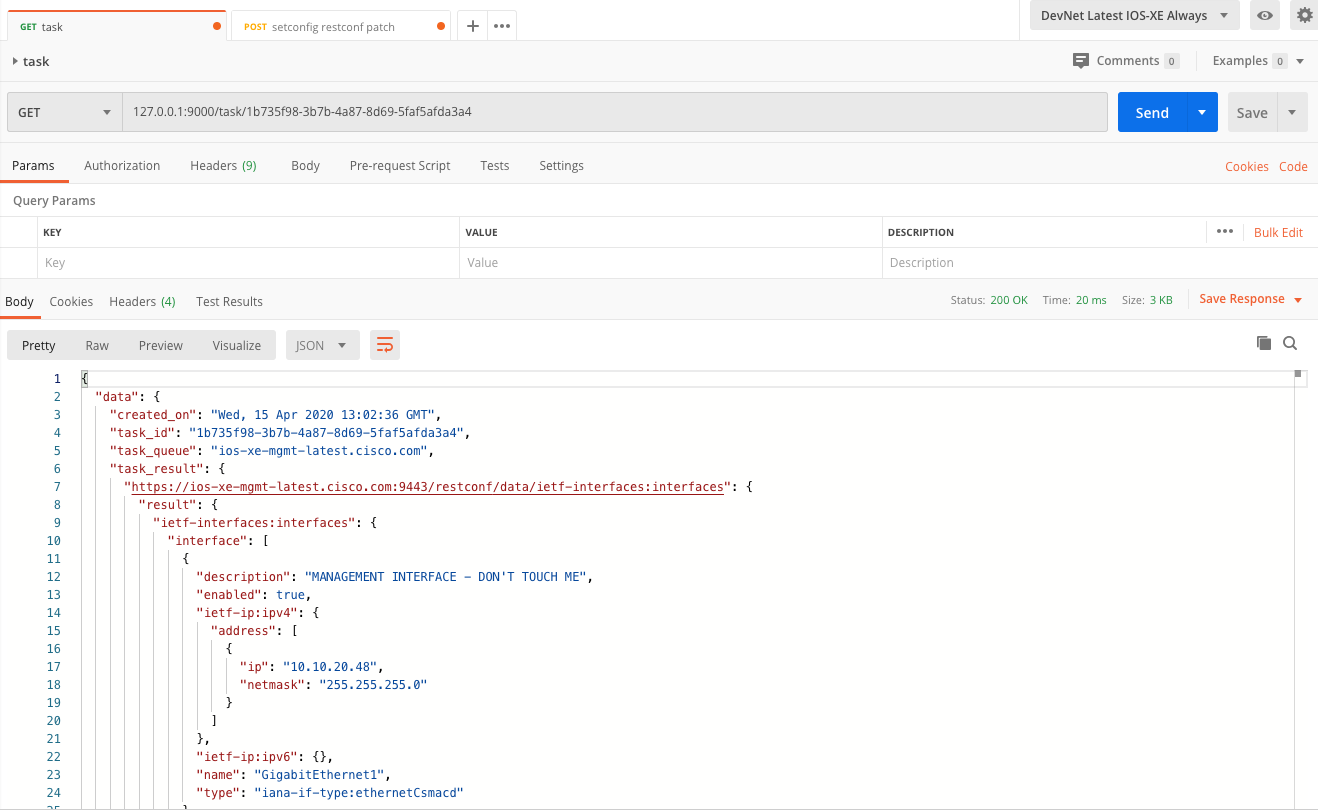 GET task
POST setconfig restconf patch
DevNet Latest IOS-XE Always
task
Comments 0
Examples 0
GET
127.0.0.1:9000/task/1b735f98-3b7b-4a87-8d69-5faf5afda3a4
Send
Save
Params Authorization Headers (9) Body Pre-request Script Tests Settings
Cookies Code
Query Params
KEY VALUE DESCRIPTION
Bulk Edit
Key Value Description
Body Cookies Headers (4) Test Results
Status: 200 OK Time: 20 ms Size: 3 KB
Save Response
Pretty Raw Preview Visualize JSON
1 {
2 "data": {
3 "created_on": "Wed, 15 Apr 2020 13:02:36 GMT",
4 "task_id": "1b735f98-3b7b-4a87-8d69-5faf5afda3a4",
5 "task_queue": "ios-xe-mgmt-latest.cisco.com",
6 "task_result": {
7 "https://ios-xe-mgmt-latest.cisco.com:9443/restconf/data/ietf-interfaces:interfaces": {
8 "result": {
9 "ietf-interfaces:interfaces": {
10 "interface": [
11 {
12 "description": "MANAGEMENT INTERFACE - DON'T TOUCH ME",
13 "enabled": true,
14 "ietf-ip:ipv4": {
15 "address": [
16 {
17 "ip": "10.10.20.48",
18 "netmask": "255.255.255.0"
19 }
20 ]
21 },
22 "ietf-ip:ipv6": {},
23 "name": "GigabitEthernet1",
24 "type": "iana-if-type:ethernetCsmacd"